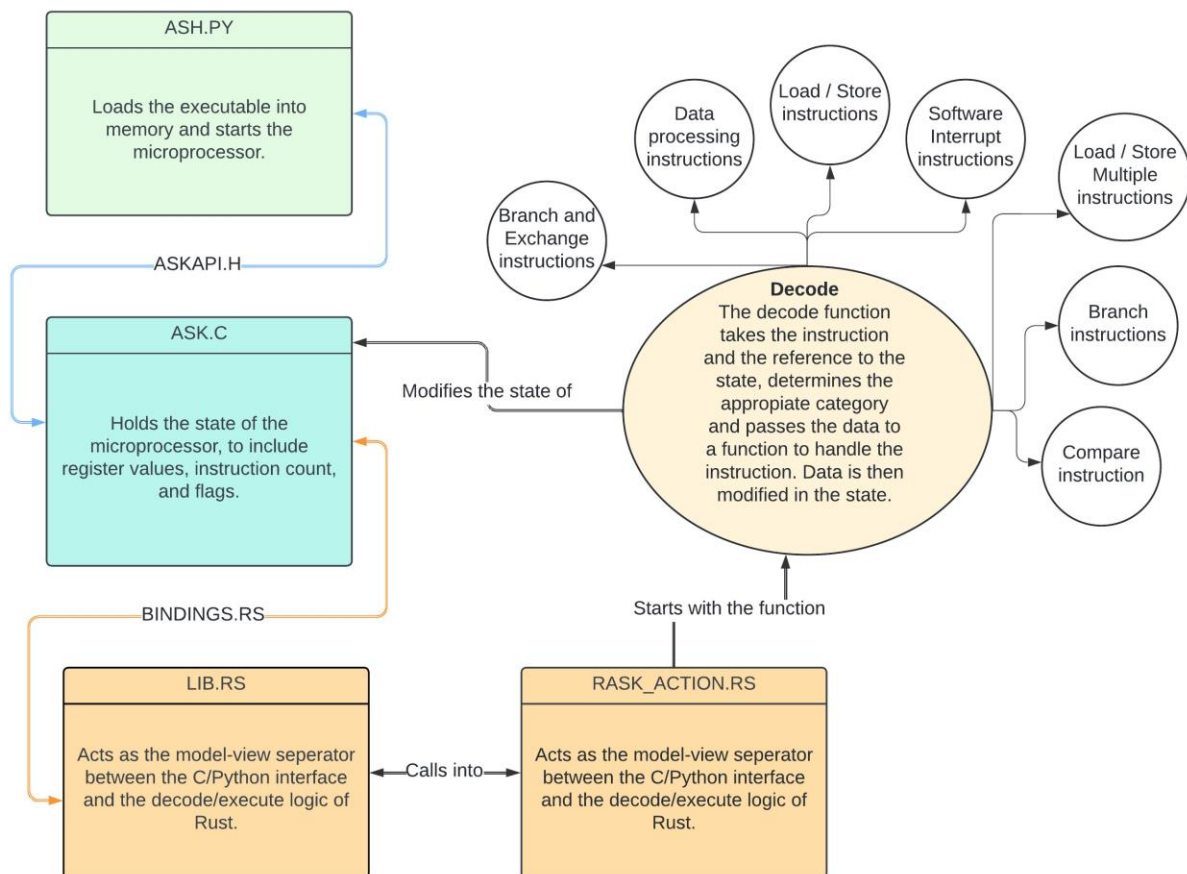 ASH.PY
Loads the executable into
memory and starts the
microprocessor.
ASKAPI.H
ASK.C
Holds the state of the
microprocessor, to include
register values, instruction count,
and flags.
BINDINGS.RS
LIB.RS
Acts as the model-view seperator
between the C/Python interface
and the decode/execute logic of
Rust.
Calls into
RASK_ACTION.RS
Acts as the model-view seperator
between the C/Python interface
and the decode/execute logic of
Rust.
Starts with the function
Modifies the state of
Decode
The decode function
takes the instruction
and the reference to the
state, determines the
appropiate category
and passes the data to
a function to handle the
instruction. Data is then
modified in the state.
Branch and
Exchange
instructions
Data
processing
instructions
Load / Store
instructions
Software
Interrupt
instructions
Load / Store
Multiple
instructions
Branch
instructions
Compare
instruction